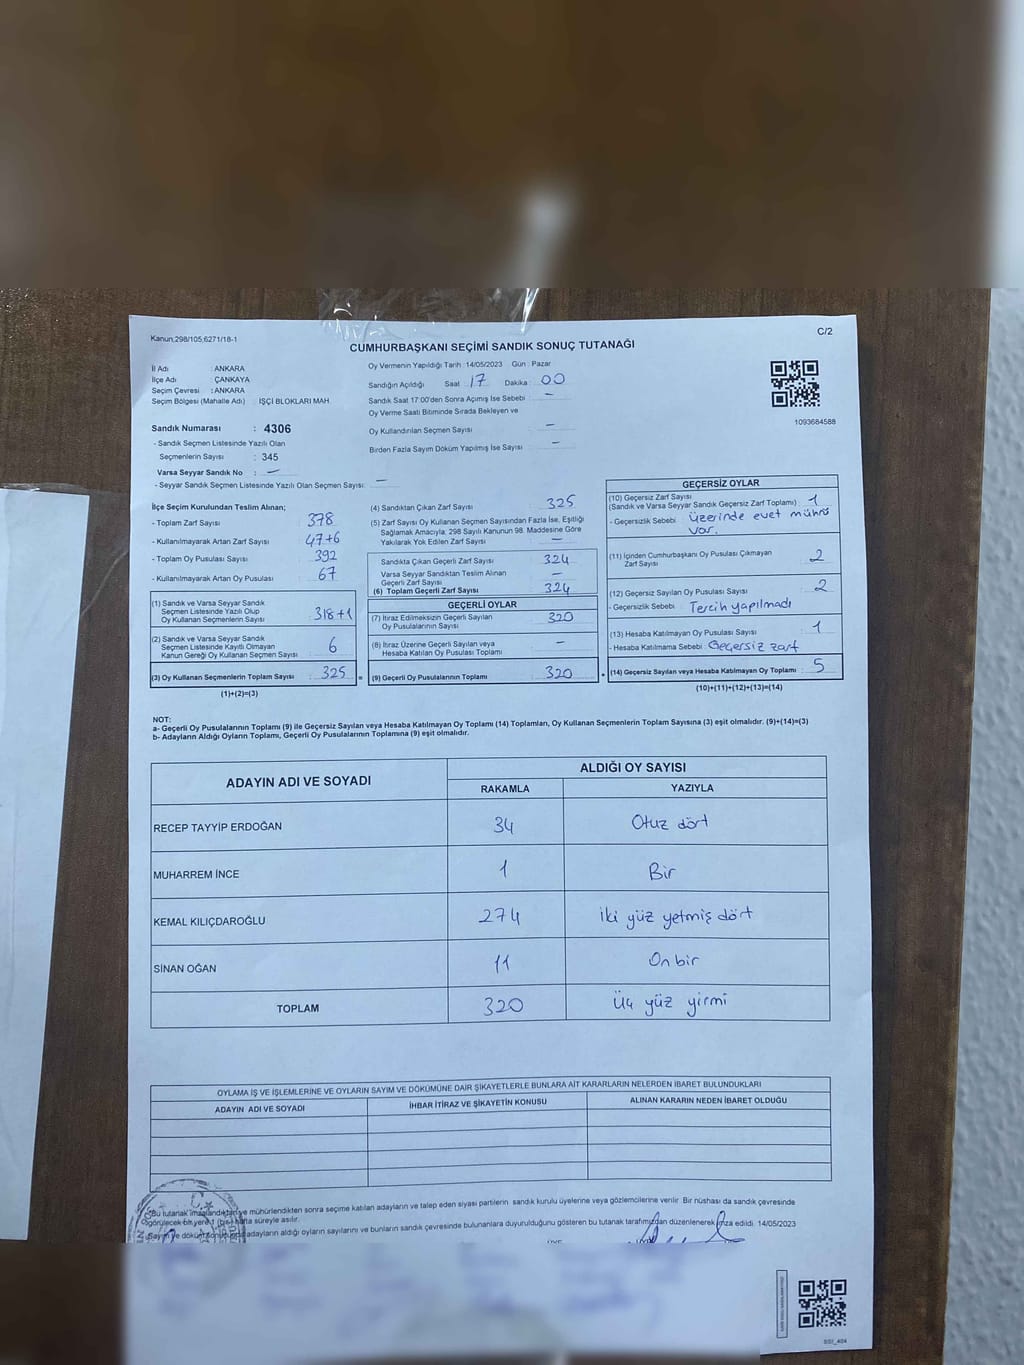 Kanun;298/105,6271/18-1
C/2
CUMHURBAŞKANI SEÇİMİ SANDIK SONUÇ TUTANAĞI
İl Adı : ANKARA
İlçe Adı : ÇANKAYA
Seçim Çevresi : ANKARA
Seçim Bölgesi (Mahalle Adı) : İŞÇİ BLOKLARI MAH.
Sandık Numarası : 4306
- Sandık Seçmen Listesinde Yazılı Olan
Seçmenlerin Sayısı : 345
Varsa Seyyar Sandık No : —
- Seyyar Sandık Seçmen Listesinde Yazılı Olan Seçmen Sayısı: —
Oy Vermenin Yapıldığı Tarih : 14/05/2023 Gün : Pazar
Sandığın Açıldığı Saat : 17 Dakika : 00
Sandık Saat 17:00'den Sonra Açımış İse Sebebi : —
Oy Verme Saati Bitiminde Sırada Bekleyen ve
Oy Kullandırılan Seçmen Sayısı : —
Birden Fazla Sayım Döküm Yapılmış İse Sayısı : —
1093684588
İlçe Seçim Kurulundan Teslim Alınan;
- Toplam Zarf Sayısı : 378
- Kullanılmayarak Artan Zarf Sayısı : 47+6
- Toplam Oy Pusulası Sayısı : 392
- Kullanılmayarak Artan Oy Pusulası : 67
(1) Sandık ve Varsa Seyyar Sandık
Seçmen Listesinde Yazılı Olup
Oy Kullanan Seçmenlerin Sayısı : 318+1
(2) Sandık ve Varsa Seyyar Sandık
Seçmen Listesinde Kayıtlı Olmayan
Kanun Gereği Oy Kullanan Seçmen Sayısı : 6
(3) Oy Kullanan Seçmenlerin Toplam Sayısı : 325 =
(1)+(2)=(3)
(4) Sandıktan Çıkan Zarf Sayısı : 325
(5) Zarf Sayısı Oy Kullanan Seçmen Sayısından Fazla İse, Eşitliği
Sağlamak Amacıyla; 298 Sayılı Kanunun 98. Maddesine Göre
Yakılarak Yok Edilen Zarf Sayısı : —
Sandıkta Çıkan Geçerli Zarf Sayısı : 324
Varsa Seyyar Sandıktan Teslim Alınan
Geçerli Zarf Sayısı : —
(6) Toplam Geçerli Zarf Sayısı : 324
GEÇERLİ OYLAR
(7) İtiraz Edilmeksizin Geçerli Sayılan
Oy Pusulalarının Sayısı : 320
(8) İtiraz Üzerine Geçerli Sayılan veya
Hesaba Katılan Oy Pusulası Toplamı : —
(9) Geçerli Oy Pusulalarının Toplamı : 320 +
GEÇERSİZ OYLAR
(10) Geçersiz Zarf Sayısı
(Sandık ve Varsa Seyyar Sandık Geçersiz Zarf Toplamı) : 1
- Geçersizlik Sebebi : üzerinde evet mührü
var.
(11) İçinden Cumhurbaşkanı Oy Pusulası Çıkmayan
Zarf Sayısı : 2
(12) Geçersiz Sayılan Oy Pusulası Sayısı : 2
- Geçersizlik Sebebi : Tercih yapılmadı
(13) Hesaba Katılmayan Oy Pusulası Sayısı : 1
- Hesaba Katılmama Sebebi : Geçersiz zarf
(14) Geçersiz Sayılan veya Hesaba Katılmayan Oy Toplamı : 5
(10)+(11)+(12)+(13)=(14)
NOT:
a- Geçerli Oy Pusulalarının Toplamı (9) ile Geçersiz Sayılan veya Hesaba Katılmayan Oy Toplamı (14) Toplamları, Oy Kullanan Seçmenlerin Toplam Sayısına (3) eşit olmalıdır. (9)+(14)=(3)
b- Adayların Aldığı Oyların Toplamı, Geçerli Oy Pusulalarının Toplamına (9) eşit olmalıdır.
ADAYIN ADI VE SOYADI
ALDIĞI OY SAYISI
RAKAMLA YAZIYLA
RECEP TAYYİP ERDOĞAN 34 Otuz dört
MUHARREM İNCE 1 Bir
KEMAL KILIÇDAROĞLU 274 iki yüz yetmiş dört
SİNAN OĞAN 11 On bir
TOPLAM 320 Üç yüz yirmi
OYLAMA İŞ VE İŞLEMLERİNE VE OYLARIN SAYIM VE DÖKÜMÜNE DAİR ŞİKAYETLERLE BUNLARA AİT KARARLARIN NELERDEN İBARET BULUNDUKLARI
ADAYIN ADI VE SOYADI İHBAR İTİRAZ VE ŞİKAYETİN KONUSU ALINAN KARARIN NEDEN İBARET OLDUĞU
Bu tutanak imzalandıktan ve mühürlendikten sonra seçime katılan adayların ve talep eden siyasi partilerin sandık kurulu üyelerine veya gözlemcilerine verilir. Bir nüshası da sandık çevresinde
görülecek bir yere 1 (bir) hafta süreyle asılır.
Sayım ve döküm sonucunda adayların aldığı oyların sayılarını ve bunların sandık çevresinde bulunanlara duyurulduğunu gösteren bu tutanak tarafımızdan düzenlenerek imza edildi. 14/05/2023